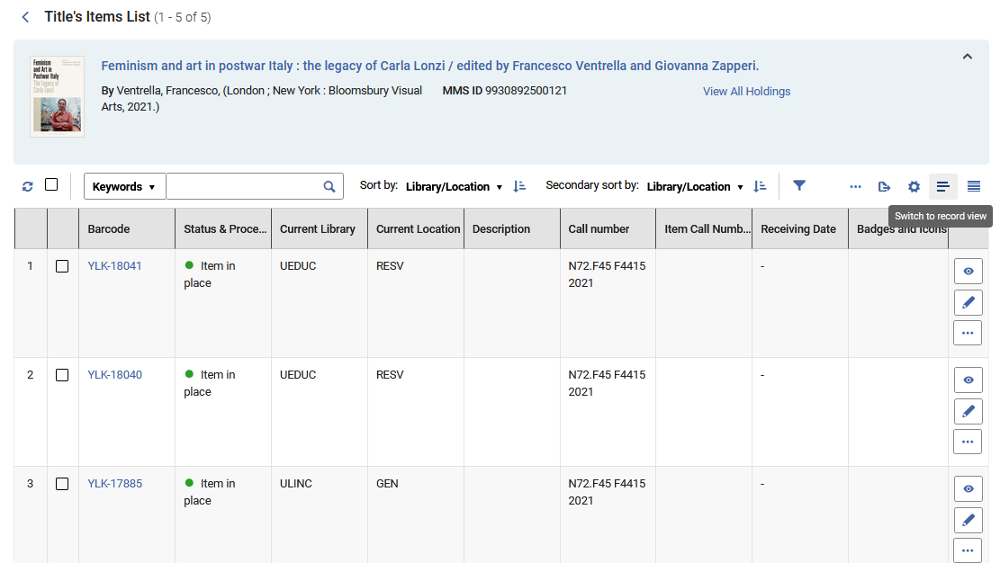 Title's Items List (1 - 5 of 5)
Feminism
and Art in
Postwar Italy
The Legacy of
Carla Lonzi
Feminism and art in postwar Italy : the legacy of Carla Lonzi / edited by Francesco Ventrella and Giovanna Zapperi.
By Ventrella, Francesco, (London ; New York : Bloomsbury Visual Arts, 2021.)
MMS ID 9930892500121
View All Holdings
Keywords
Sort by: Library/Location
Secondary sort by: Library/Location
Switch to record view
Barcode Status & Proce... Current Library Current Location Description Call number Item Call Numb... Receiving Date Badges and Icons
1 YLK-18041 Item in place UEDUC RESV N72.F45 F4415 2021 -
2 YLK-18040 Item in place UEDUC RESV N72.F45 F4415 2021 -
3 YLK-17885 Item in place ULINC GEN N72.F45 F4415 2021 -